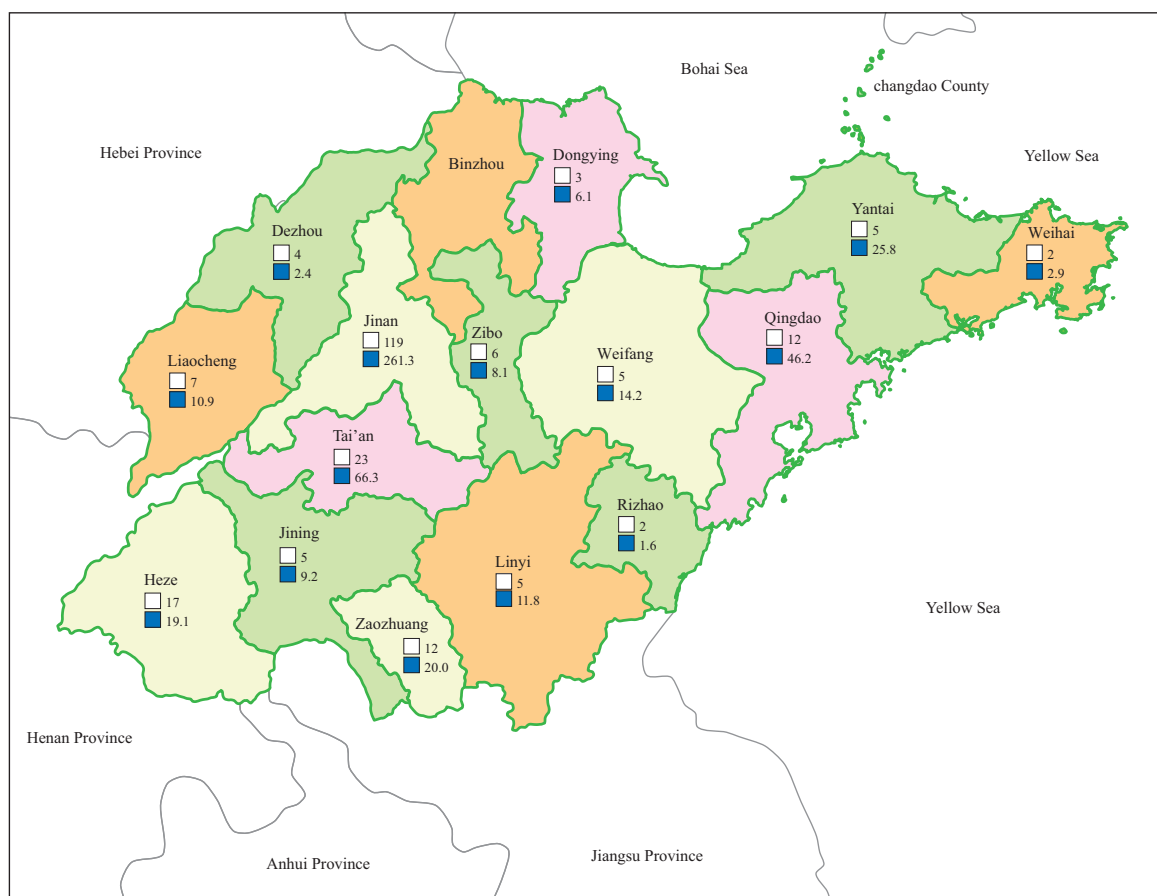 Bohai Sea
changdao County
Hebei Province
Yellow Sea
Binzhou
Dongying
3
6.1
Yantai
5
25.8
Weihai
2
2.9
Dezhou
4
2.4
Jinan
119
261.3
Zibo
6
8.1
Qingdao
12
46.2
Weifang
5
14.2
Liaocheng
7
10.9
Tai’an
23
66.3
Rizhao
2
1.6
Jining
5
9.2
Linyi
5
11.8
Heze
17
19.1
Zaozhuang
12
20.0
Yellow Sea
Henan Province
Anhui Province
Jiangsu Province